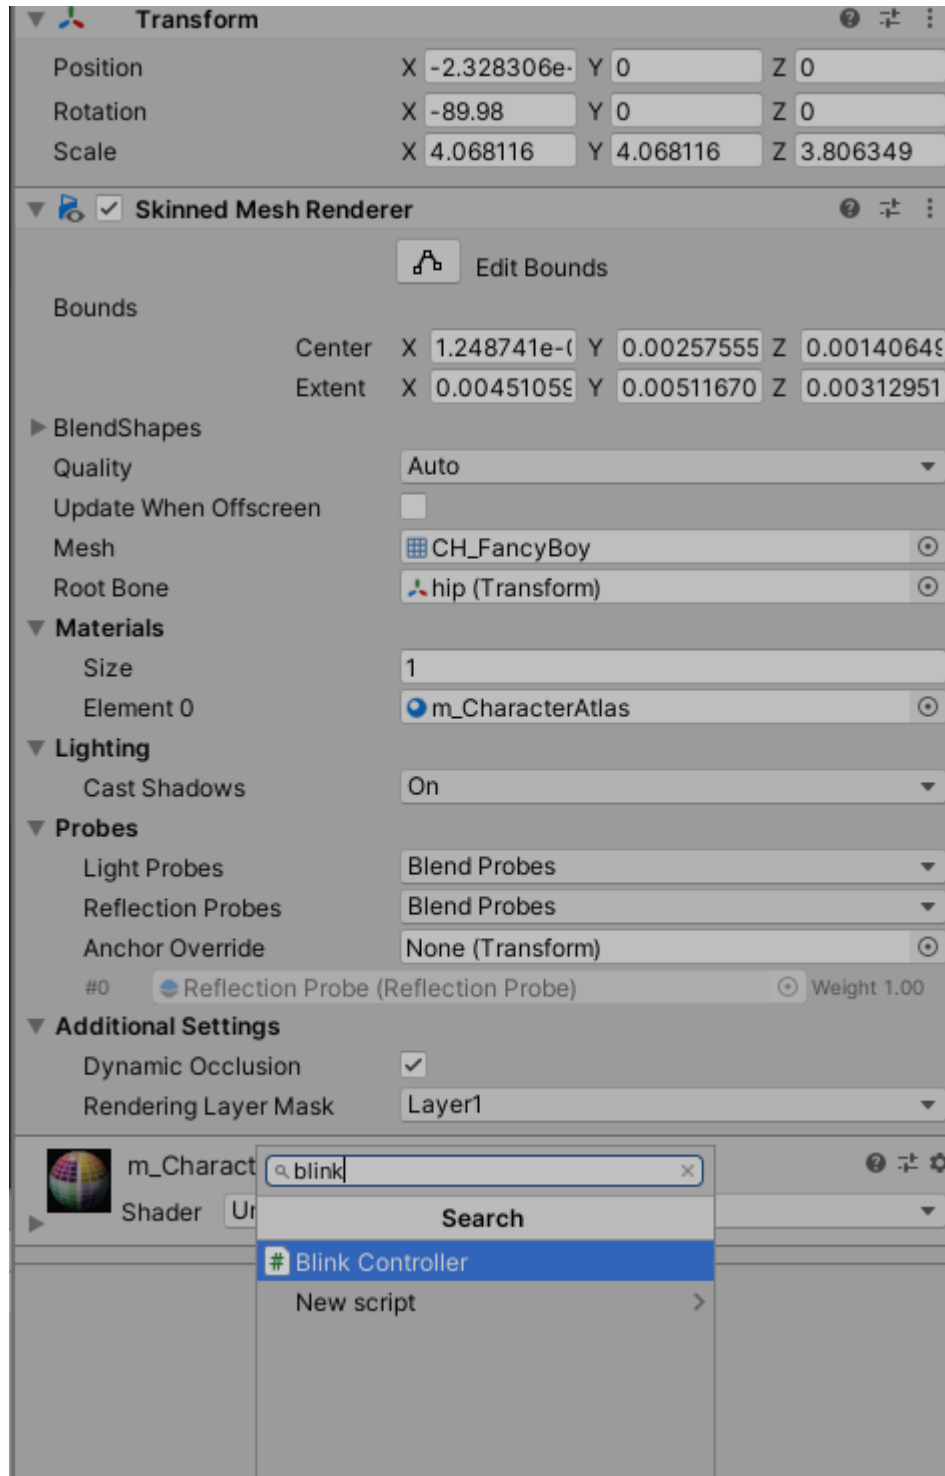 Transform
Position X -2.328306e- Y 0 Z 0
Rotation X -89.98 Y 0 Z 0
Scale X 4.068116 Y 4.068116 Z 3.806349
Skinned Mesh Renderer
Edit Bounds
Bounds
Center X 1.248741e-( Y 0.00257555 Z 0.00140649
Extent X 0.00451059 Y 0.00511670 Z 0.00312951
BlendShapes
Quality Auto
Update When Offscreen
Mesh CH_FancyBoy
Root Bone hip (Transform)
Materials
Size 1
Element 0 m_CharacterAtlas
Lighting
Cast Shadows On
Probes
Light Probes Blend Probes
Reflection Probes Blend Probes
Anchor Override None (Transform)
#0 Reflection Probe (Reflection Probe) Weight 1.00
Additional Settings
Dynamic Occlusion
Rendering Layer Mask Layer1
m_Charact blink
Shader Ur Search
# Blink Controller
New script